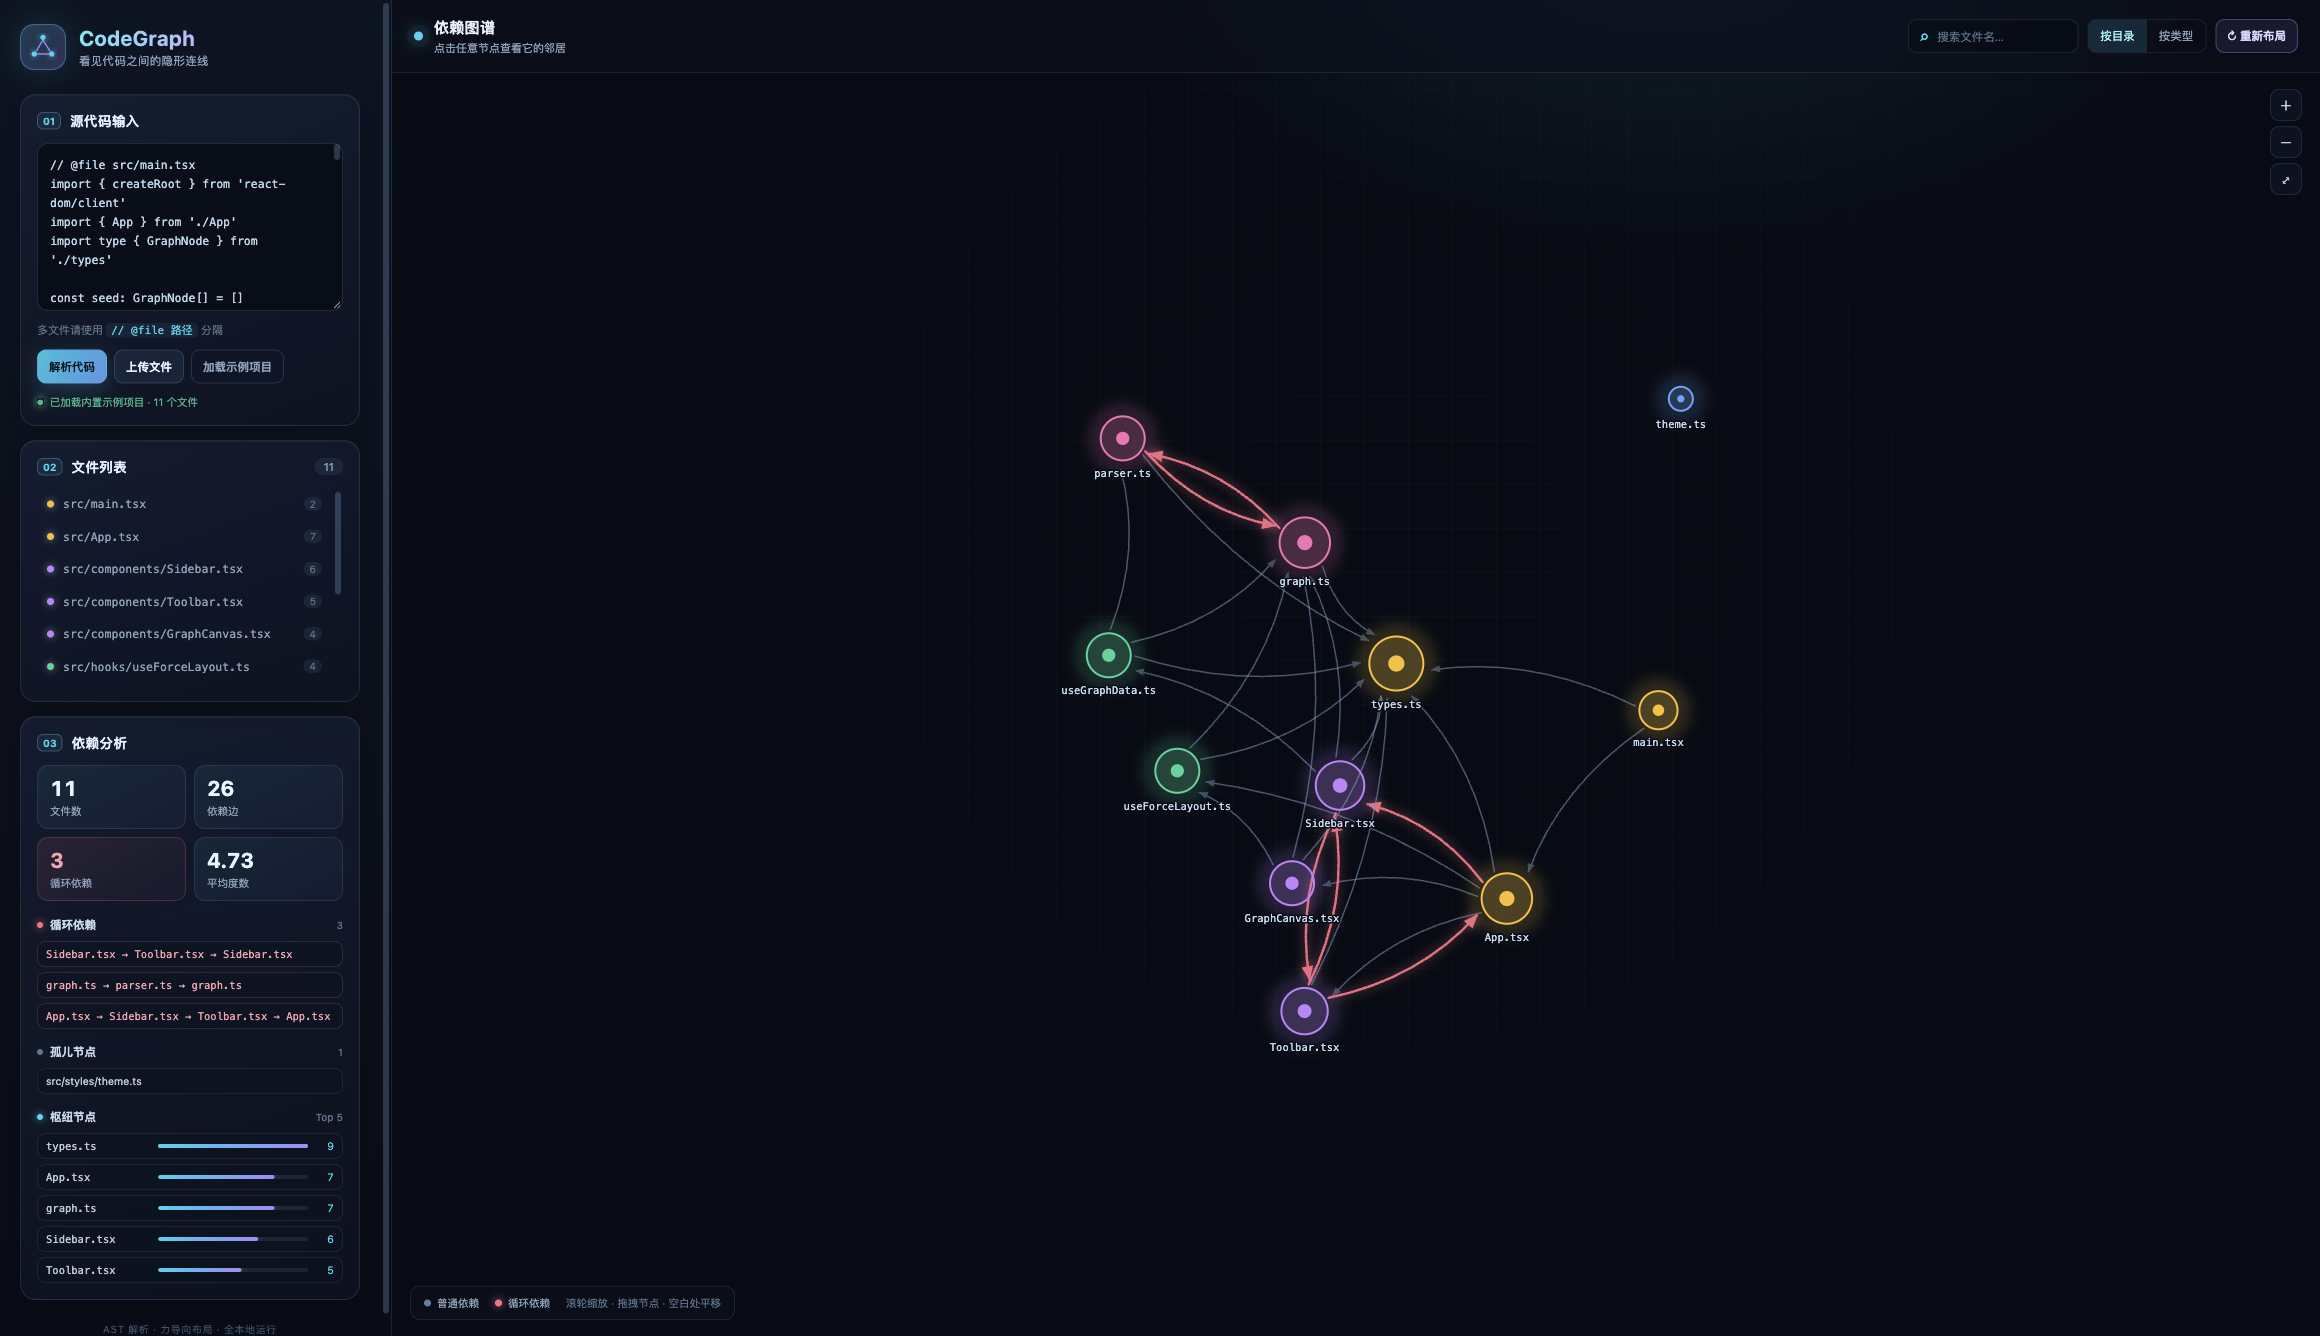 CodeGraph
看见代码之间的隐形连线
01 源代码输入
// @file src/main.tsx
import { createRoot } from 'react-
dom/client'
import { App } from './App'
import type { GraphNode } from
'./types'
const seed: GraphNode[] = []
多文件请使用 // @file 路径 分隔
解析代码 上传文件 加载示例项目
已加载内置示例项目 · 11 个文件
02 文件列表 11
src/main.tsx 2
src/App.tsx 7
src/components/Sidebar.tsx 6
src/components/Toolbar.tsx 5
src/components/GraphCanvas.tsx 4
src/hooks/useForceLayout.ts 4
03 依赖分析
11 26
文件数 依赖边
3 4.73
循环依赖 平均度数
循环依赖 3
Sidebar.tsx → Toolbar.tsx → Sidebar.tsx
graph.ts → parser.ts → graph.ts
App.tsx → Sidebar.tsx → Toolbar.tsx → App.tsx
孤儿节点 1
src/styles/theme.ts
枢纽节点 Top 5
types.ts 9
App.tsx 7
graph.ts 7
Sidebar.tsx 6
Toolbar.tsx 5
AST 解析 · 力导向布局 · 全本地运行
依赖图谱
点击任意节点查看它的邻居
搜索文件名...
按目录 按类型
↻ 重新布局
+
−
⤢
theme.ts
parser.ts
graph.ts
useGraphData.ts
types.ts
main.tsx
useForceLayout.ts
Sidebar.tsx
GraphCanvas.tsx
App.tsx
Toolbar.tsx
普通依赖 循环依赖 滚轮缩放 · 拖拽节点 · 空白处平移